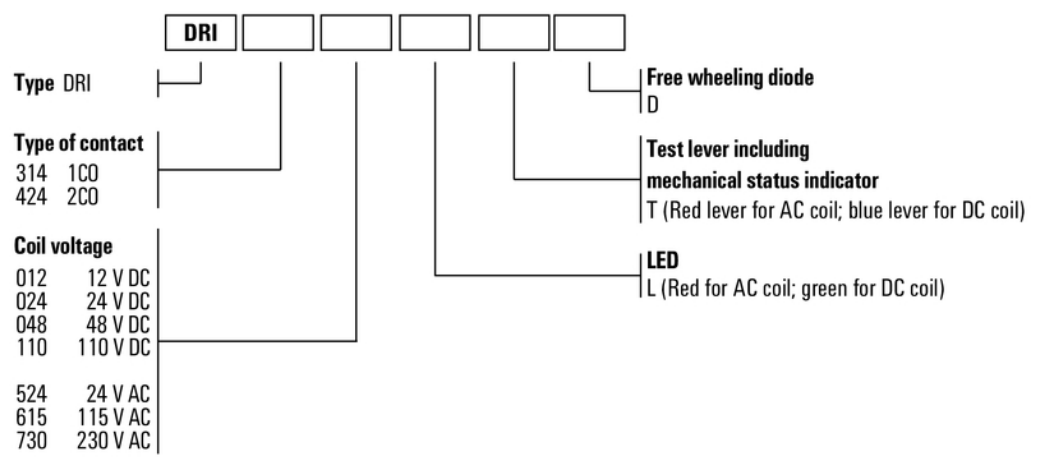 DRI
Type DRI
Type of contact
314 1CO
424 2CO
Coil voltage
012 12 V DC
024 24 V DC
048 48 V DC
110 110 V DC
524 24 V AC
615 115 V AC
730 230 V AC
Free wheeling diode
D
Test lever including
mechanical status indicator
T (Red lever for AC coil; blue lever for DC coil)
LED
L (Red for AC coil; green for DC coil)